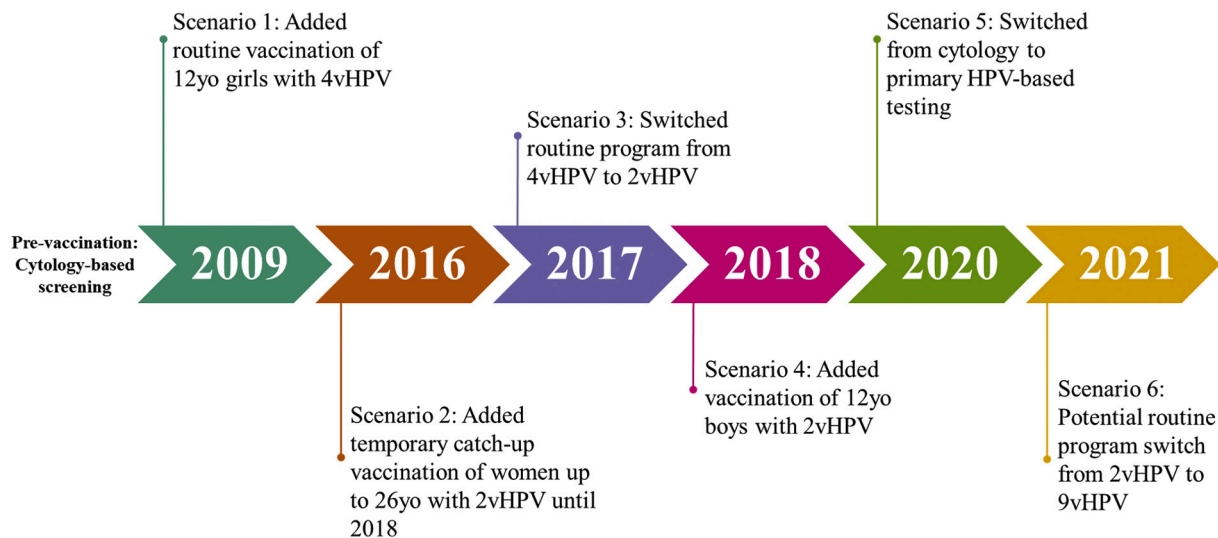 Scenario 1: Added
routine vaccination of
12yo girls with 4vHPV
Scenario 3: Switched
routine program from
4vHPV to 2vHPV
Scenario 5: Switched
from cytology to
primary HPV-based
testing
Pre-vaccination:
Cytology-based
screening
2009
2016
2017
2018
2020
2021
Scenario 2: Added
temporary catch-up
vaccination of women up
to 26yo with 2vHPV until
2018
Scenario 4: Added
vaccination of 12yo
boys with 2vHPV
Scenario 6:
Potential routine
program switch
from 2vHPV to
9vHPV